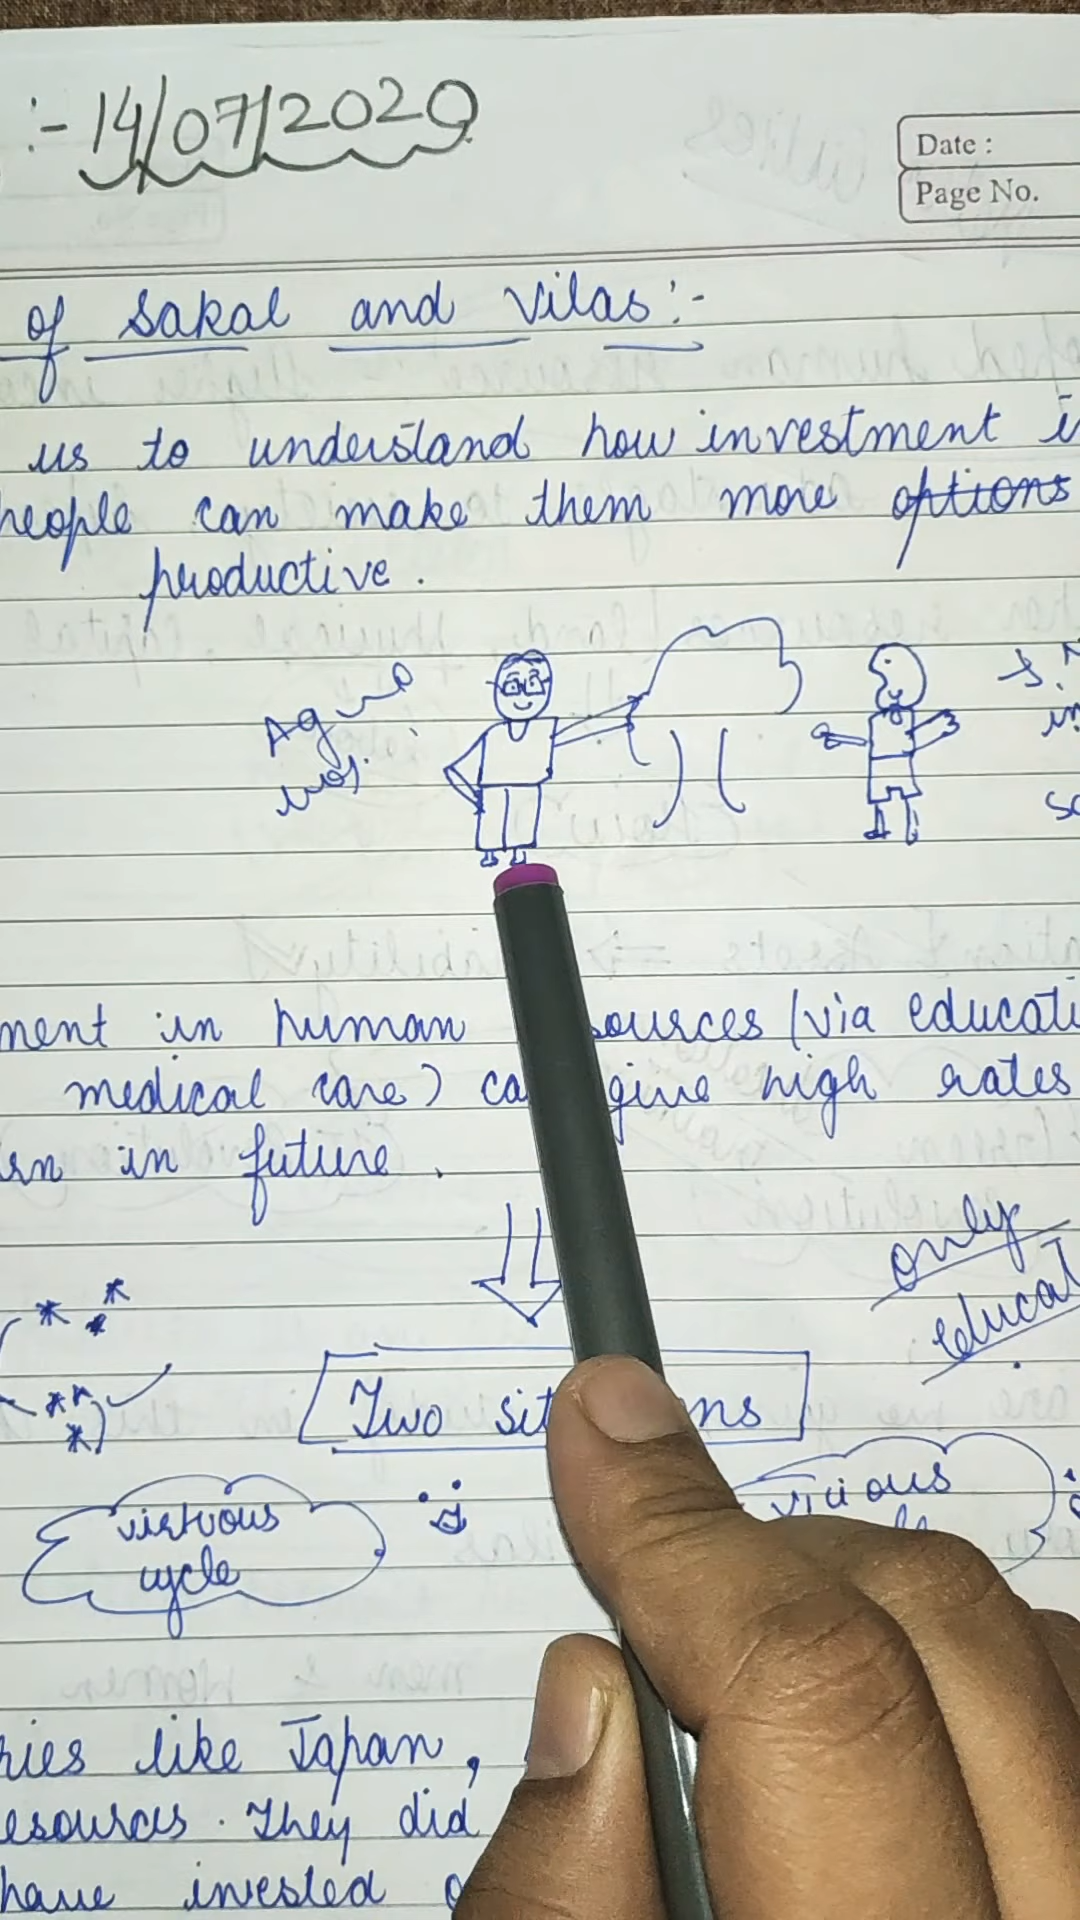 :- 14/07/2020
Date :
Page No.
of Sakal and Vilas :-
us to understand how investment i
people can make them more options
productive.
sources (via educati
ment in human
medical care) ca give high rates
rn in future.
only
educat
Two sit ns
virtuous
cycle
vicious
ries like Japan,
esources. They did
have invested